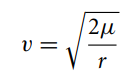 v = √(2μ/r)